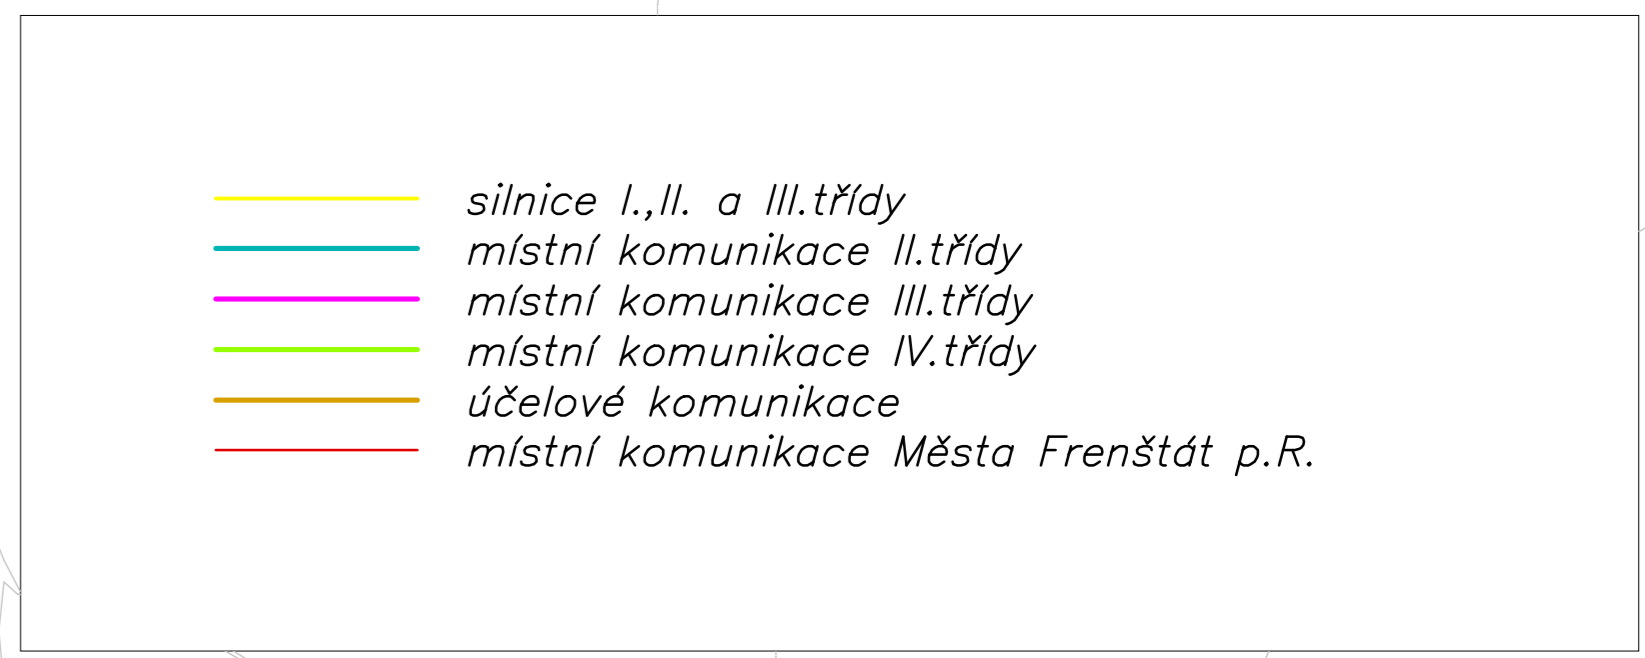 silnice I.,II. a III.třídy
místní komunikace II.třídy
místní komunikace III.třídy
místní komunikace IV.třídy
účelové komunikace
místní komunikace Města Frenštát p.R.